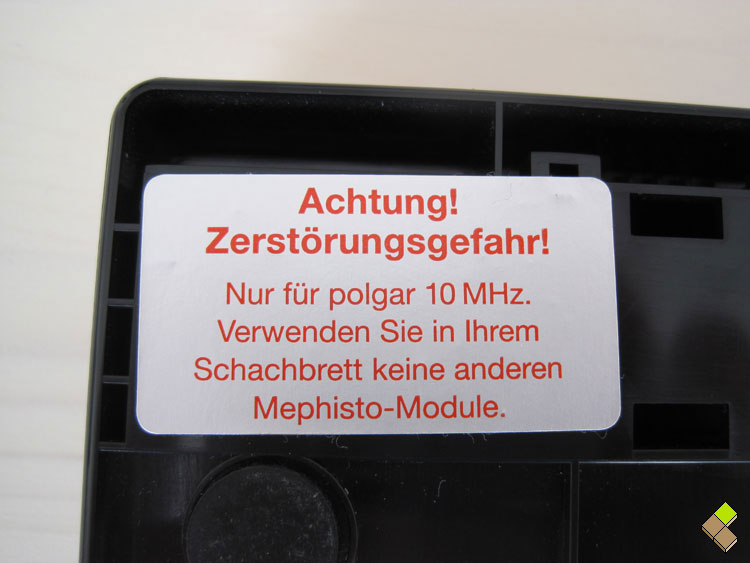 Achtung!
Zerstörungsgefahr!
Nur für polgar 10 MHz.
Verwenden Sie in Ihrem
Schachbrett keine anderen
Mephisto-Module.